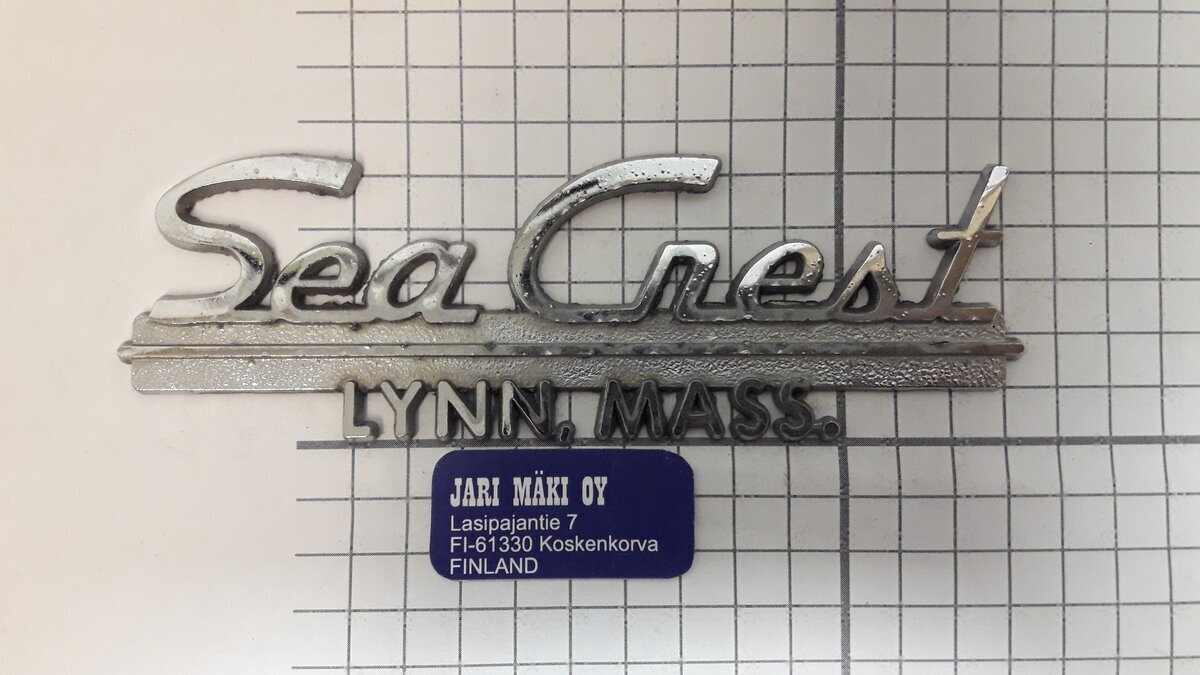 Sea Crest
LYNN, MASS.
JARI MÄKI OY
Lasipajantie 7
FI-61330 Koskenkorva
FINLAND